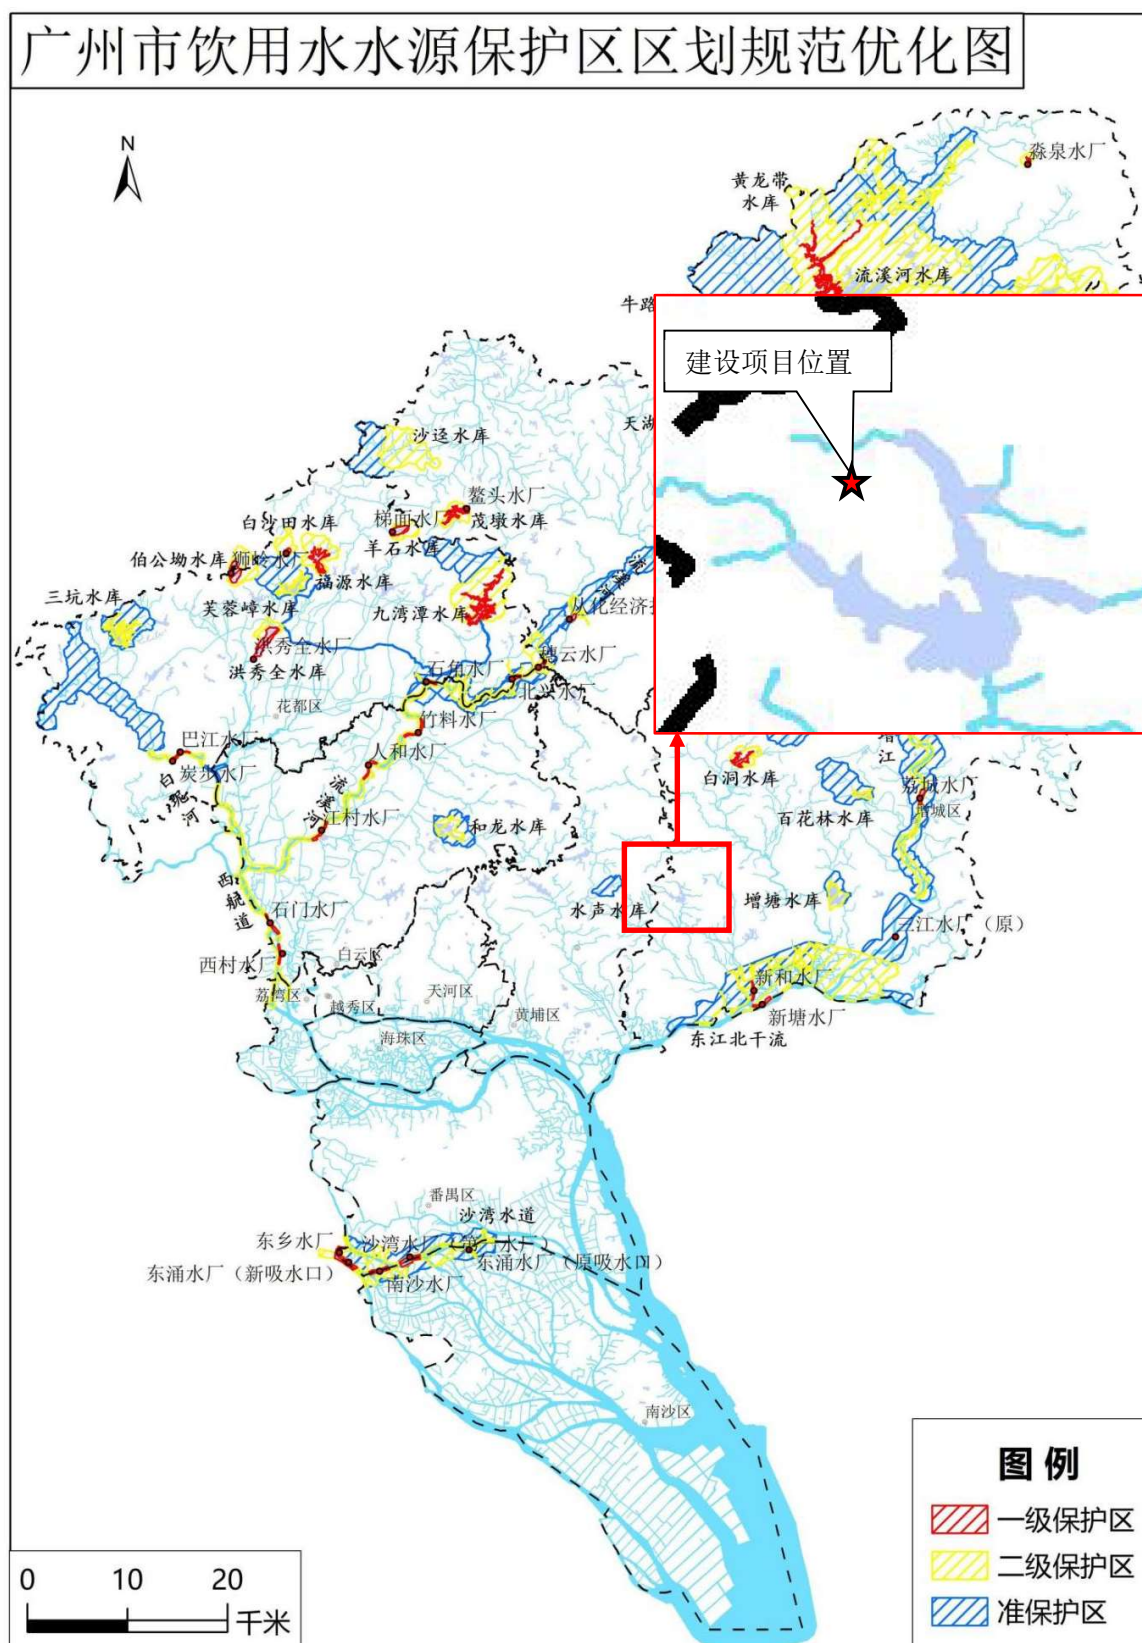 广州市饮用水水源保护区区划规范优化图
N
淼泉水厂
黄龙带
水库
流溪河水库
牛路
建设项目位置
天湖
沙迳水库
鳌头水厂
梯面水厂
茂墩水库
白沙田水库
羊石水库
伯公坳水库
狮岭水厂
福源水库
三坑水库
芙蓉嶂水库
九湾潭水库
流溪河
从化经济技
洪秀全水厂
洪秀全水库
穗云水厂
石角水厂
北兴水厂
花都区
竹料水厂
巴江水厂
人和水厂
炭步水厂
白坭河
流溪河
江村水厂
和龙水库
白洞水库
增江
荔城水厂
增城区
百花林水库
西航道
水声水库
增塘水库
石门水厂
三江水厂（原）
西村水厂
白云区
荔湾区
越秀区
天河区
黄埔区
新和水厂
新塘水厂
海珠区
东江北干流
番禺区
沙湾水道
东乡水厂
沙湾水厂（第一水厂）
东涌水厂（原吸水口）
东涌水厂（新吸水口）
南沙水厂
南沙区
图 例
一级保护区
二级保护区
准保护区
0 10 20
千米